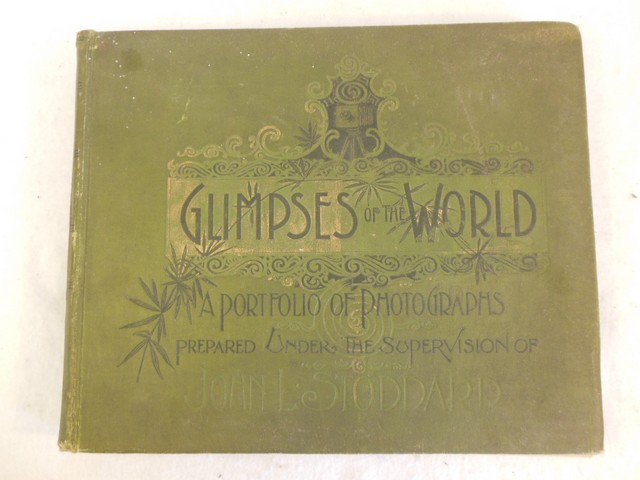 GLIMPSES OF THE WORLD
A PORTFOLIO OF PHOTOGRAPHS
PREPARED UNDER THE SUPERVISION OF
JOHN L. STODDARD